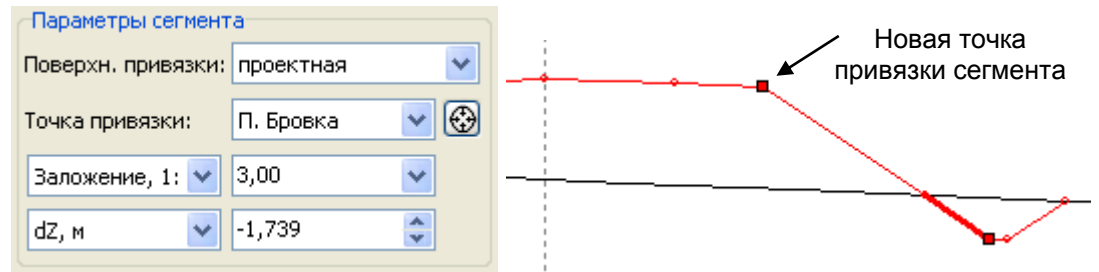 Параметры сегмента
Поверхн. привязки: проектная
Точка привязки: П. Бровка
Заложение, 1: 3,00
dZ, м -1,739
Новая точка
привязки сегмента